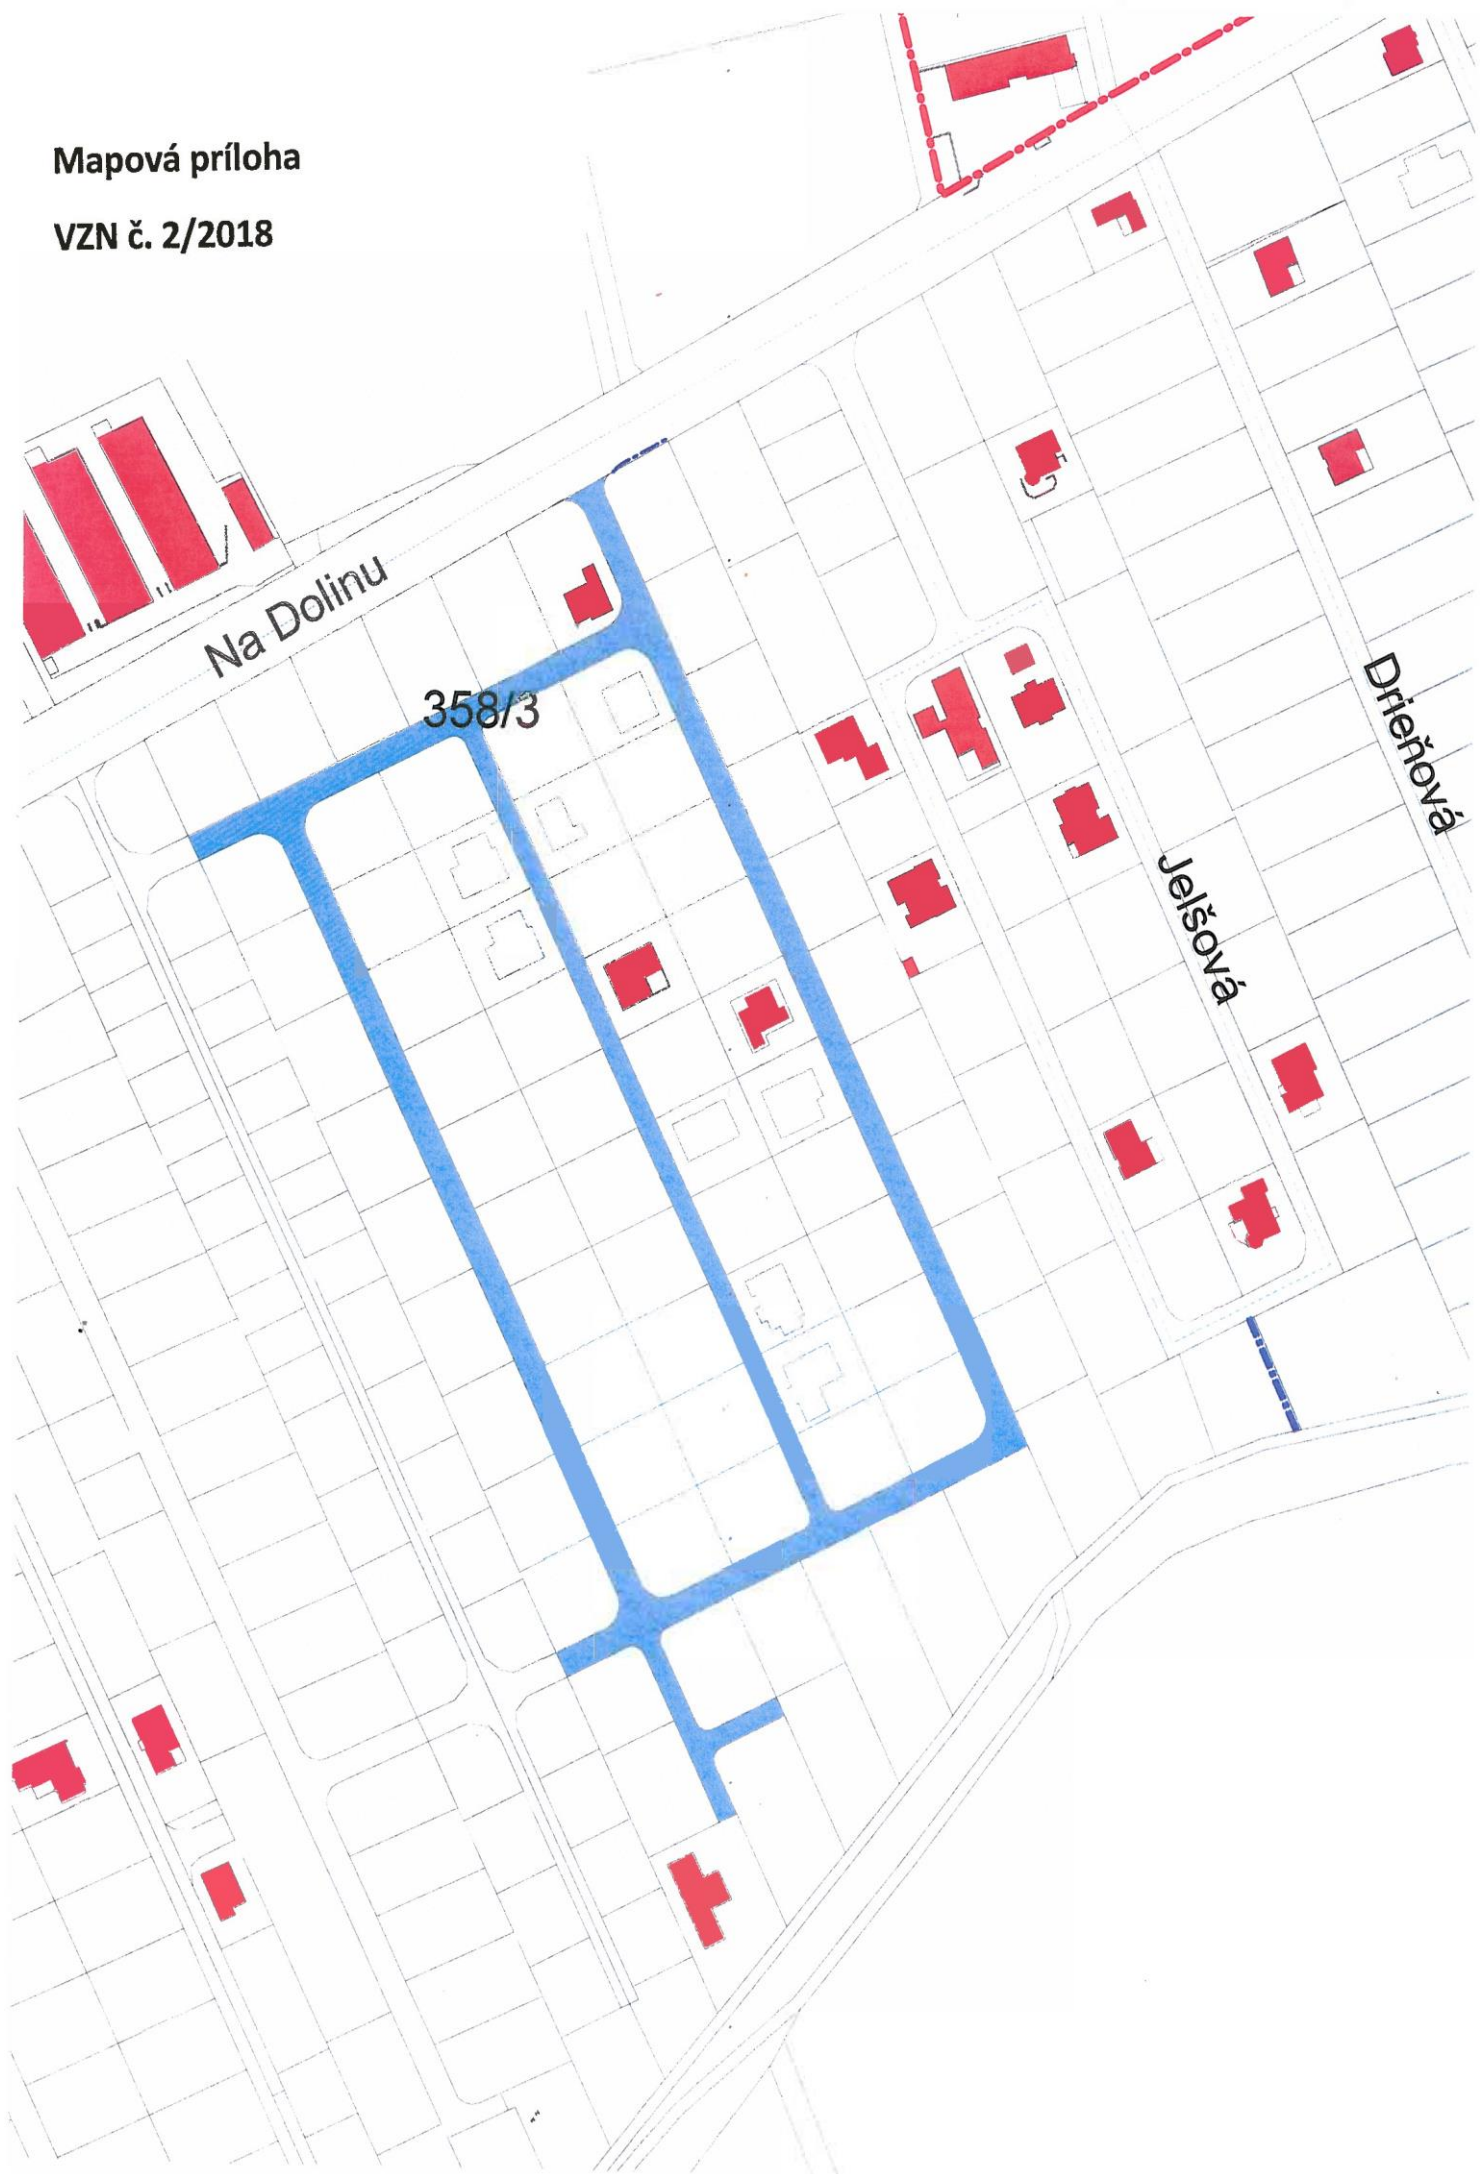 Mapová príloha
VZN č. 2/2018
Na Dolinu
358/3
Drieňová
Jelšová